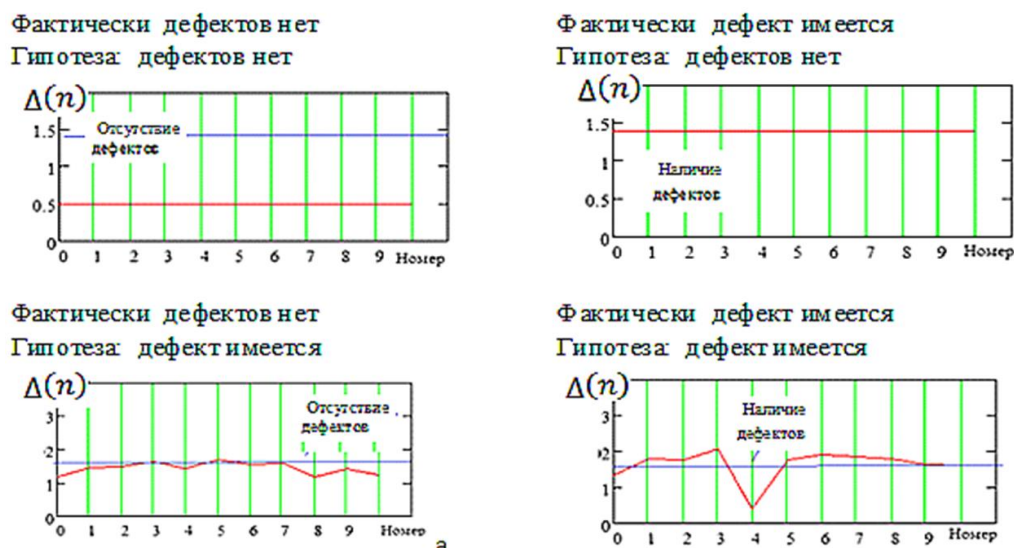 Фактически дефектов нет
Гипотеза: дефектов нет
Δ(n)
1.5
1
0.5
0
Отсутствие
дефектов
0 1 2 3 4 5 6 7 8 9 Номер
Фактически дефект имеется
Гипотеза: дефектов нет
Δ(n)
1.5
1
0.5
0
Наличие
дефектов
0 1 2 3 4 5 6 7 8 9 Номер
Фактически дефектов нет
Гипотеза: дефект имеется
Δ(n)
3
2
1
0
Отсутствие
дефектов
0 1 2 3 4 5 6 7 8 9 Номер
а
Фактически дефект имеется
Гипотеза: дефект имеется
Δ(n)
3
2
1
0
Наличие
дефектов
0 1 2 3 4 5 6 7 8 9 Номер